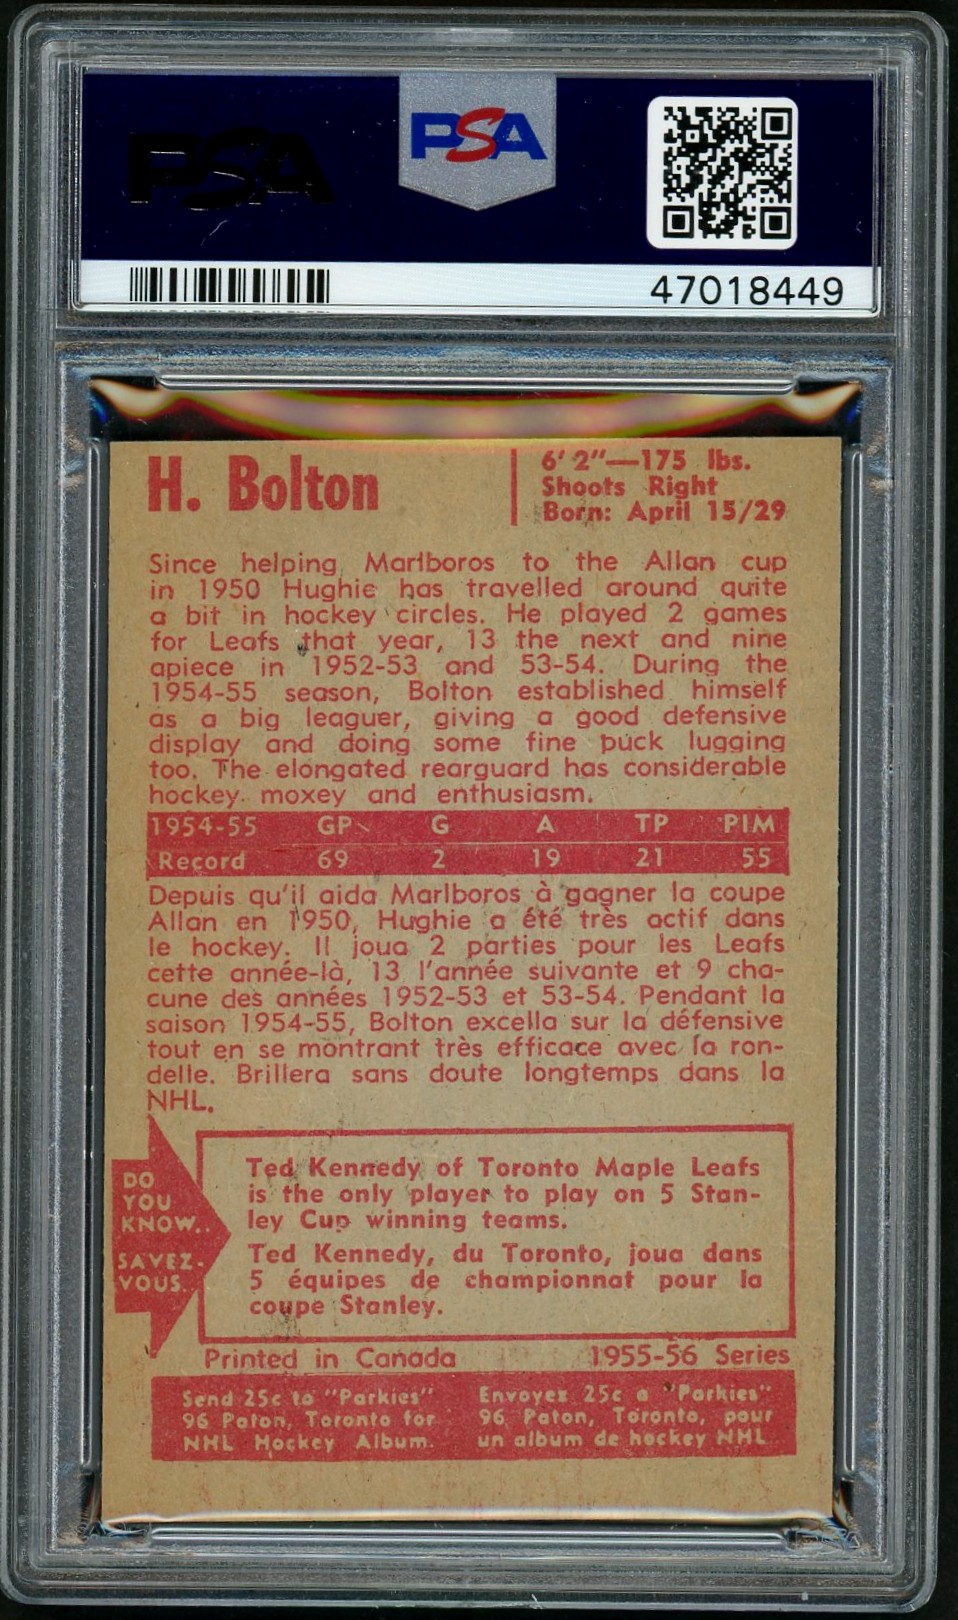 PSA
PSA
47018449
H. Bolton
6' 2"—175 lbs.
Shoots Right
Born: April 15/29
Since helping Marlboros to the Allan cup
in 1950 Hughie has travelled around quite
a bit in hockey circles. He played 2 games
for Leafs that year, 13 the next and nine
apiece in 1952-53 and 53-54. During the
1954-55 season, Bolton established himself
as a big leaguer, giving a good defensive
display and doing some fine puck lugging
too. The elongated rearguard has considerable
hockey moxey and enthusiasm.
1954-55 GP G A TP PIM
Record 69 2 19 21 55
Depuis qu'il aida Marlboros à gagner la coupe
Allan en 1950, Hughie a été très actif dans
le hockey. Il joua 2 parties pour les Leafs
cette année-là, 13 l'année suivante et 9 cha-
cune des années 1952-53 et 53-54. Pendant la
saison 1954-55, Bolton excella sur la défensive
tout en se montrant très efficace avec la ron-
delle. Brillera sans doute longtemps dans la
NHL.
DO
YOU
KNOW..
SAVEZ-
VOUS.
Ted Kennedy of Toronto Maple Leafs
is the only player to play on 5 Stan-
ley Cup winning teams.
Ted Kennedy, du Toronto, joua dans
5 équipes de championnat pour la
coupe Stanley.
Printed in Canada 1955-56 Series
Send 25c to "Parkies"
96 Paton, Toronto for
NHL Hockey Album.
Envoyez 25c a "Parkies"
96 Paton, Toronto, pour
un album de hockey NHL